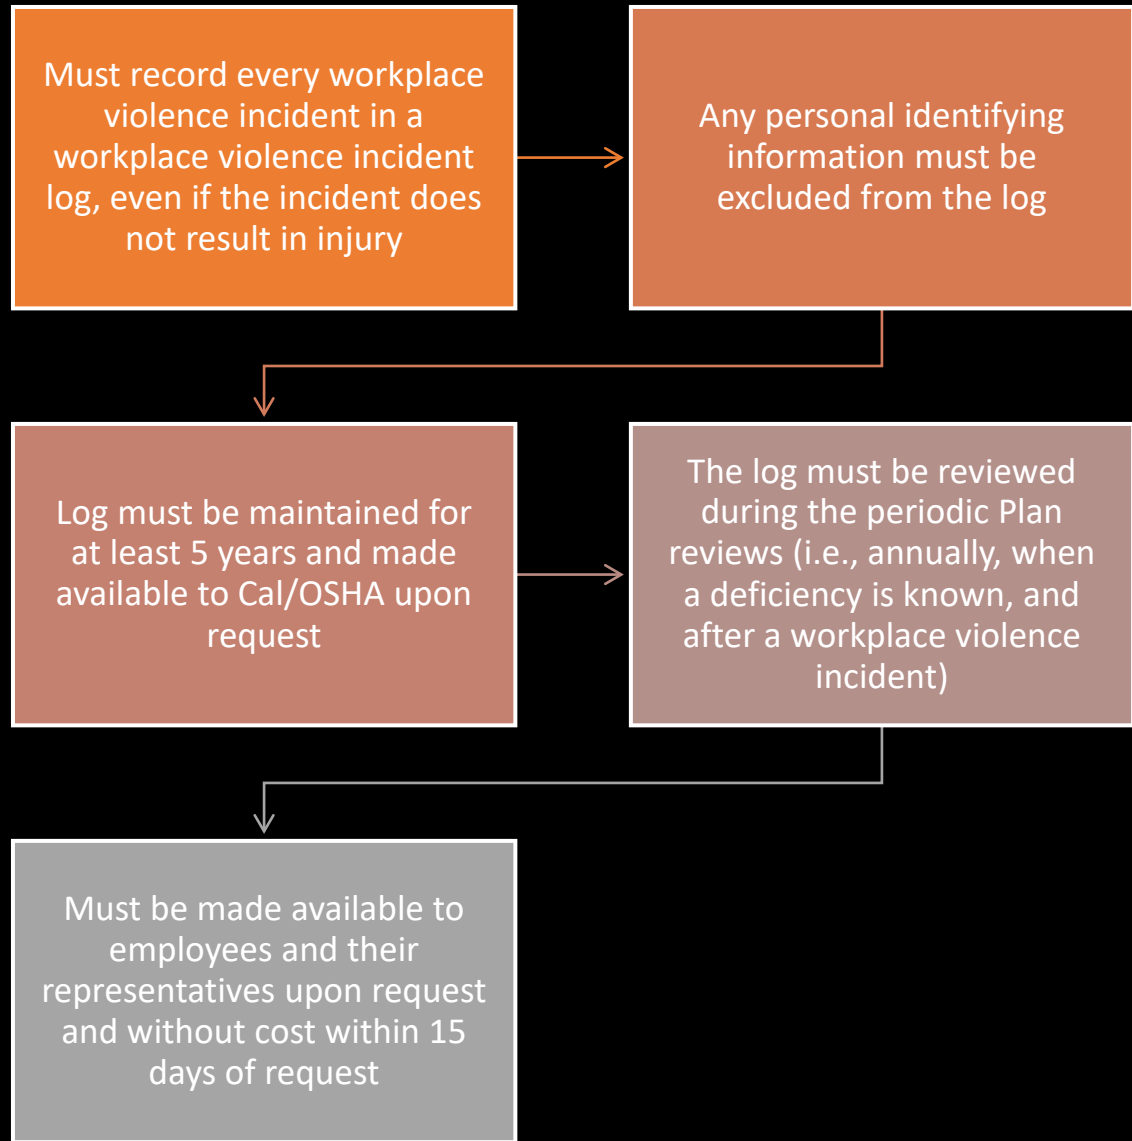 Must record every workplace
violence incident in a
workplace violence incident
log, even if the incident does
not result in injury
Any personal identifying
information must be
excluded from the log
Log must be maintained for
at least 5 years and made
available to Cal/OSHA upon
request
The log must be reviewed
during the periodic Plan
reviews (i.e., annually, when
a deficiency is known, and
after a workplace violence
incident)
Must be made available to
employees and their
representatives upon request
and without cost within 15
days of request